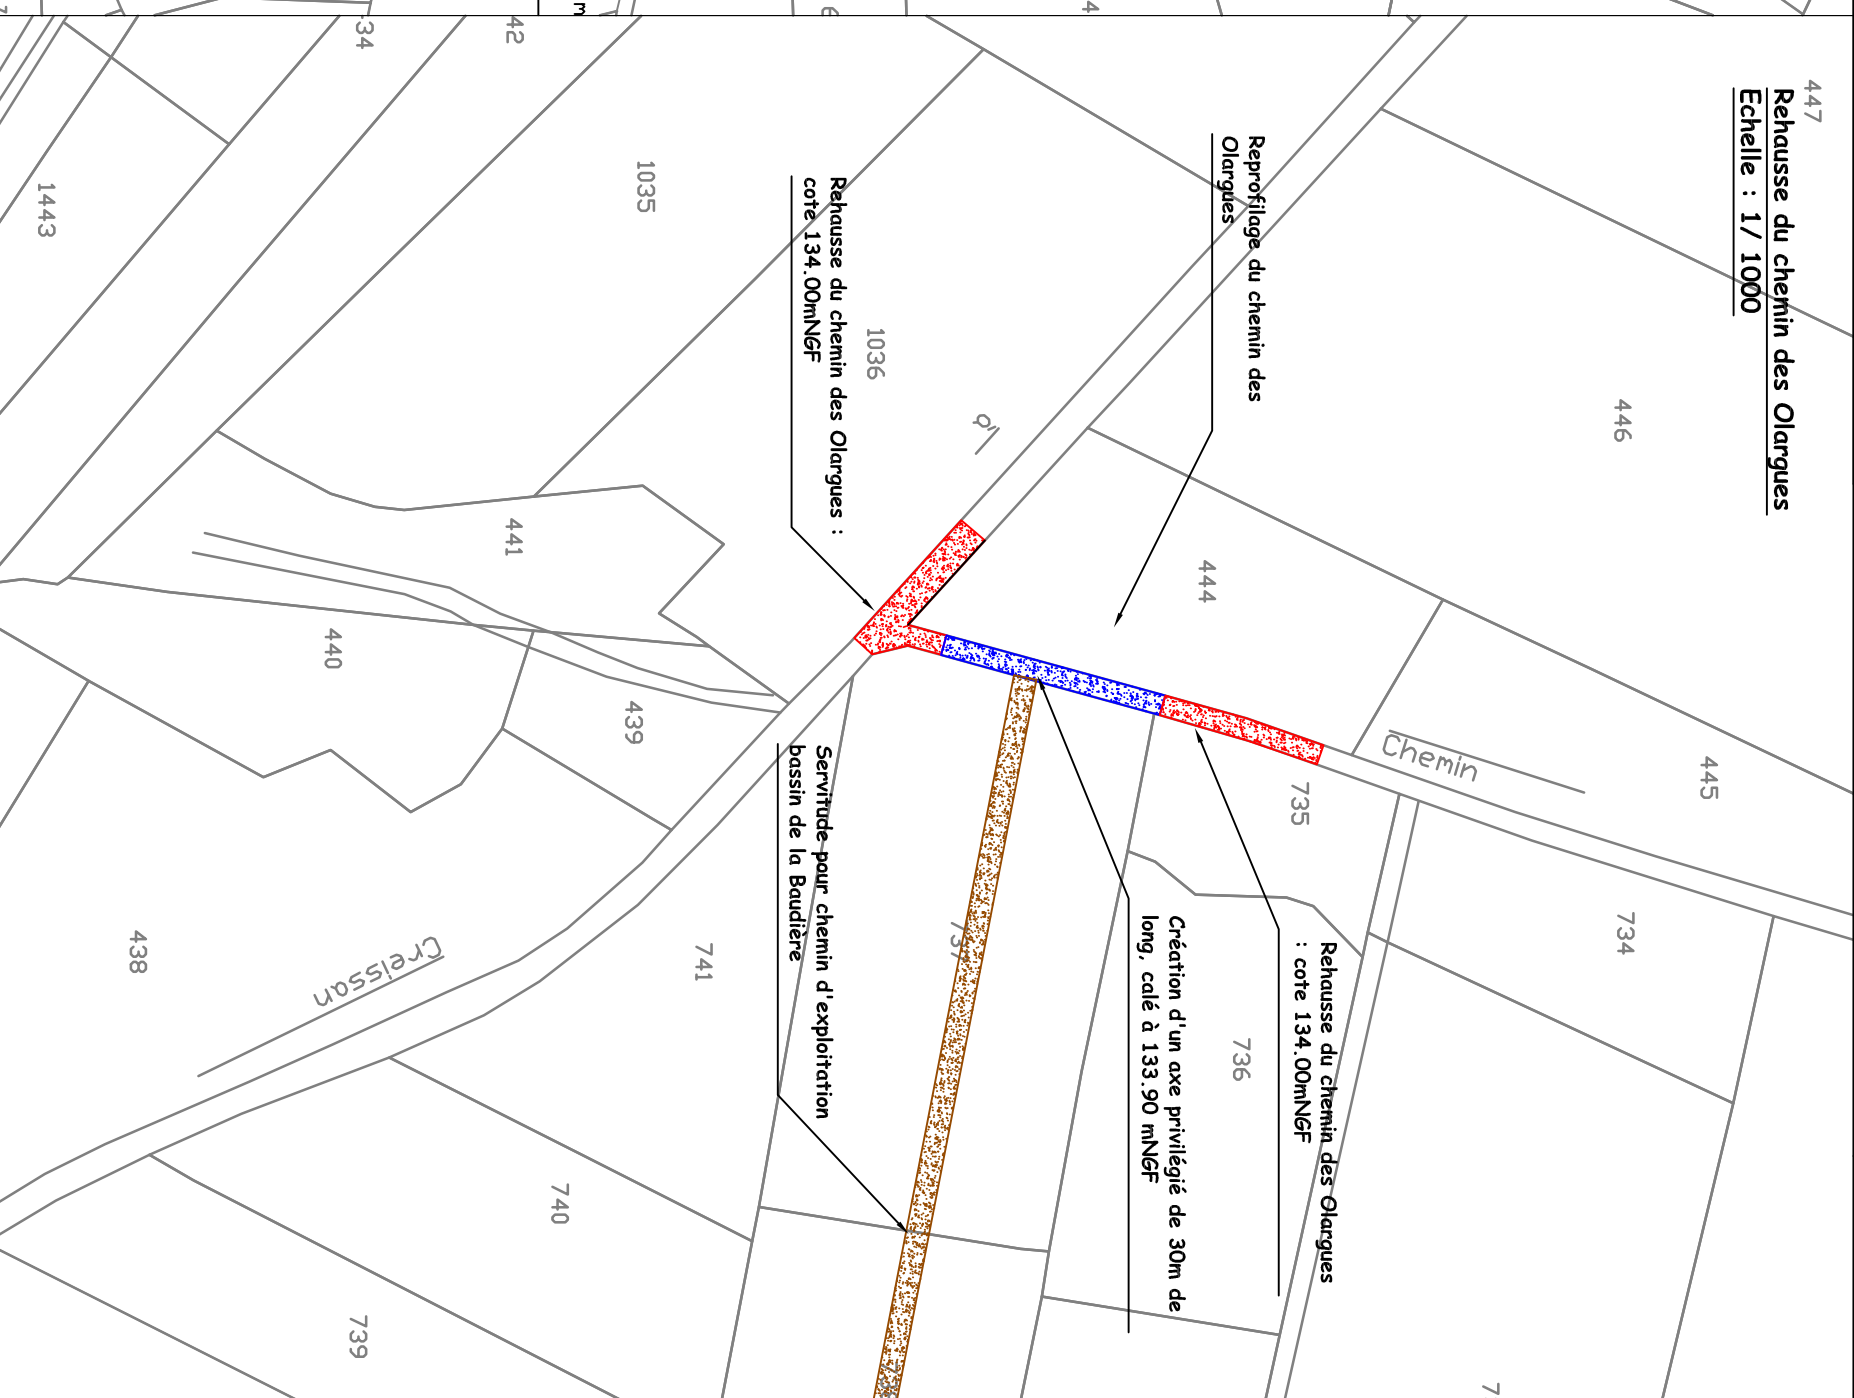 Rehausse du chemin des Olargues
Echelle : 1/ 1000
Reprofilage du chemin des
Olargues
Rehausse du chemin des Olargues :
cote 134.00mNGF
Rehausse du chemin des Olargues
: cote 134.00mNGF
Création d'un axe privilégié de 30m de
long, calé à 133.90 mNGF
Servitude pour chemin d'exploitation
bassin de la Baudière
Chemin
Creissan
447
446
445
444
734
735
736
737
1036
1035
1443
34
42
441
440
439
438
741
740
739
m
4
7